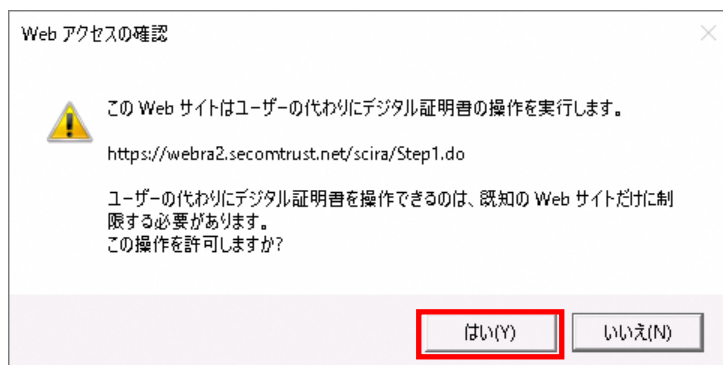 Web アクセスの確認
この Web サイトはユーザーの代わりにデジタル証明書の操作を実行します。
https://webra2.secomtrust.net/scira/Step1.do
ユーザーの代わりにデジタル証明書を操作できるのは、既知の Web サイトだけに制
限する必要があります。
この操作を許可しますか?
はい(Y)
いいえ(N)